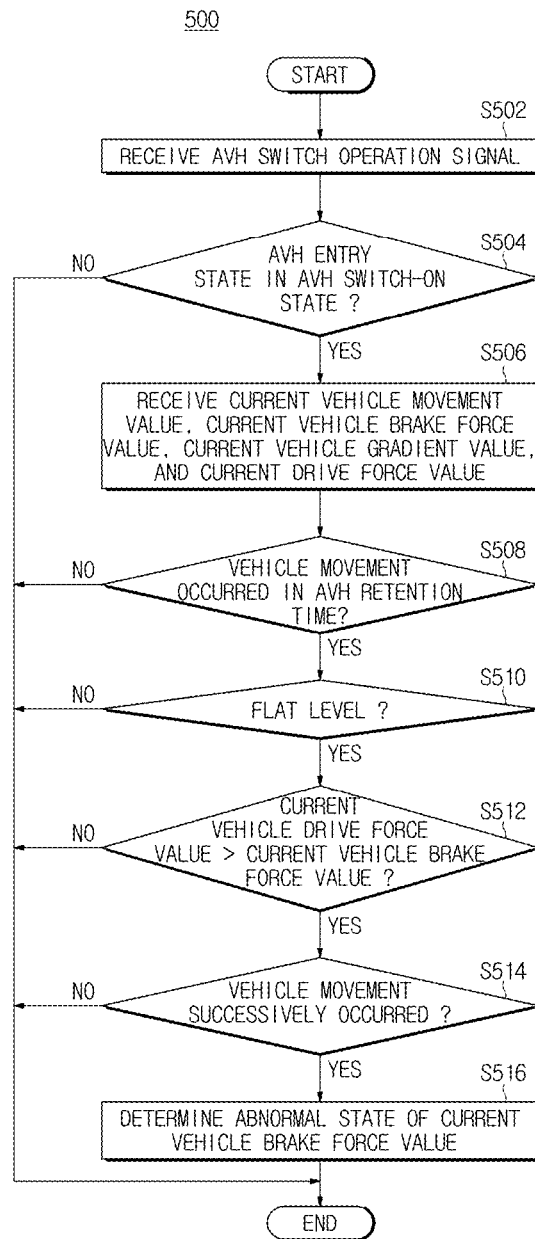 500
START
S502
RECEIVE AVH SWITCH OPERATION SIGNAL
S504
AVH ENTRY
STATE IN AVH SWITCH-ON
STATE ?
NO
YES
S506
RECEIVE CURRENT VEHICLE MOVEMENT
VALUE, CURRENT VEHICLE BRAKE FORCE
VALUE, CURRENT VEHICLE GRADIENT VALUE,
AND CURRENT DRIVE FORCE VALUE
S508
VEHICLE MOVEMENT
OCCURRED IN AVH RETENTION
TIME?
NO
YES
S510
FLAT LEVEL ?
NO
YES
S512
CURRENT
VEHICLE DRIVE FORCE
VALUE > CURRENT VEHICLE BRAKE
FORCE VALUE ?
NO
YES
S514
VEHICLE MOVEMENT
SUCCESSIVELY OCCURRED ?
NO
YES
S516
DETERMINE ABNORMAL STATE OF CURRENT
VEHICLE BRAKE FORCE VALUE
END